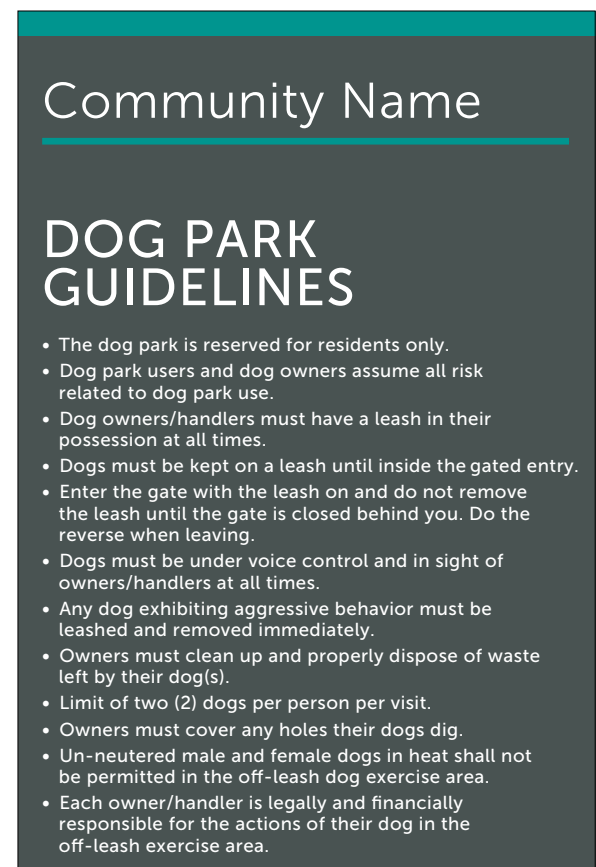 Community Name
DOG PARK
GUIDELINES
• The dog park is reserved for residents only.
• Dog park users and dog owners assume all risk
related to dog park use.
• Dog owners/handlers must have a leash in their
possession at all times.
• Dogs must be kept on a leash until inside the gated entry.
• Enter the gate with the leash on and do not remove
the leash until the gate is closed behind you. Do the
reverse when leaving.
• Dogs must be under voice control and in sight of
owners/handlers at all times.
• Any dog exhibiting aggressive behavior must be
leashed and removed immediately.
• Owners must clean up and properly dispose of waste
left by their dog(s).
• Limit of two (2) dogs per person per visit.
• Owners must cover any holes their dogs dig.
• Un-neutered male and female dogs in heat shall not
be permitted in the off-leash dog exercise area.
• Each owner/handler is legally and financially
responsible for the actions of their dog in the
off-leash exercise area.